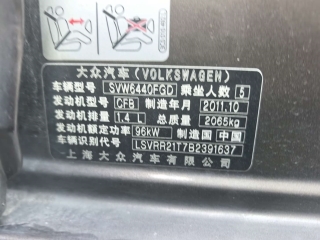 大众汽车(VOLKSWAGEN)
车辆型号 SVW6440FGD 乘坐人数 5
发动机型号 CFB 制造年月 2011.10
发动机排量 1.4 L 总质量 2065kg
发动机额定功率 96kW 制造国 中国
车辆识别代号 LSVRR21T7B2391637
上海大众汽车有限公司